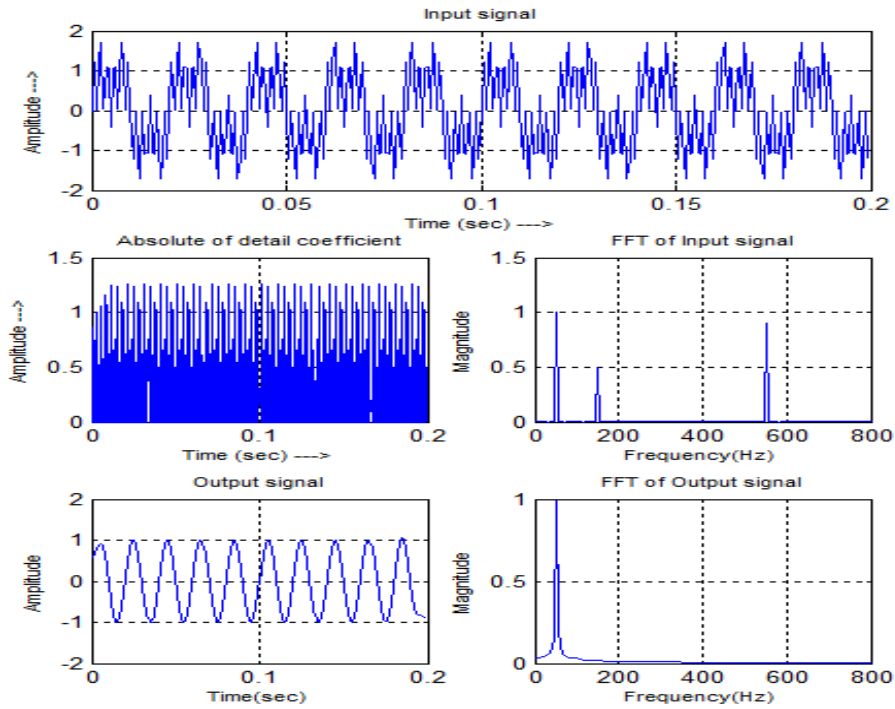 Input signal
2
1
0
-1
-2
Amplitude --->
0 0.05 0.1 0.15 0.2
Time (sec) --->
Absolute of detail coefficient
1.5
1
0.5
0
Amplitude --->
0 0.1 0.2
Time (sec) --->
FFT of Input signal
1.5
1
0.5
0
Magnitude
0 200 400 600 800
Frequency(Hz)
Output signal
2
1
0
-1
-2
Amplitude
0 0.1 0.2
Time(sec)
FFT of Output signal
1
0.5
0
Magnitude
0 200 400 600 800
Frequency(Hz)